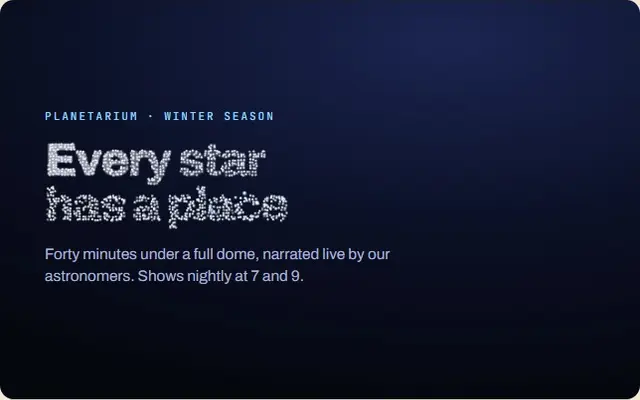 PLANETARIUM · WINTER SEASON
Every star
has a place
Forty minutes under a full dome, narrated live by our
astronomers. Shows nightly at 7 and 9.